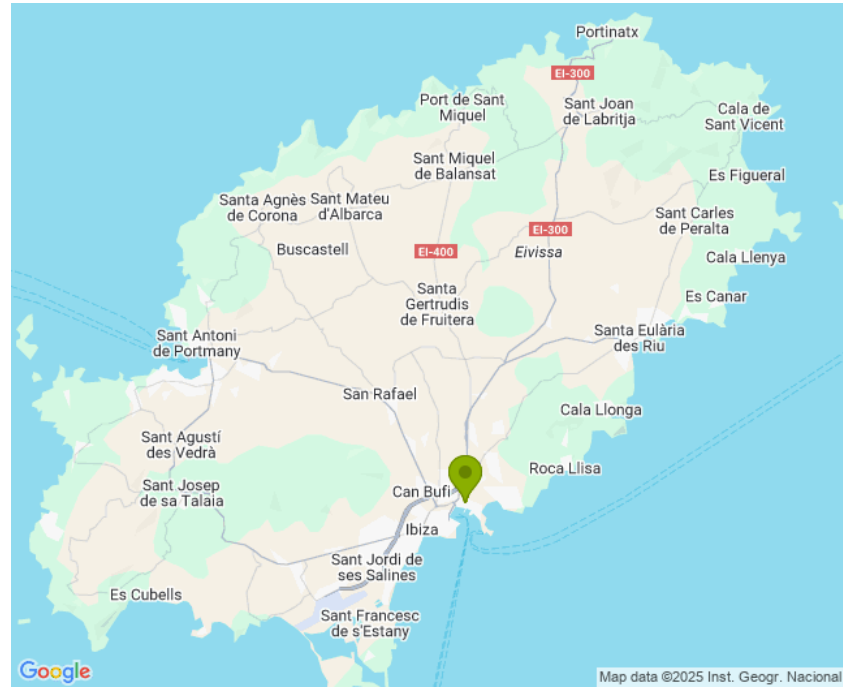 Portinatx
EI-300
Port de Sant
Miquel
Sant Joan
de Labritja
Cala de
Sant Vicent
Sant Miquel
de Balansat
Es Figueral
Santa Agnès
de Corona
Sant Mateu
d'Albarca
Sant Carles
de Peralta
EI-300
Buscastell
EI-400
Eivissa
Cala Llenya
Santa
Gertrudis
de Fruitera
Es Canar
Sant Antoni
de Portmany
Santa Eulària
des Riu
San Rafael
Cala Llonga
Sant Agustí
des Vedrà
Roca Llisa
Sant Josep
de sa Talaia
Can Bufí
Ibiza
Sant Jordi de
ses Salines
Es Cubells
Sant Francesc
de s'Estany
Google
Map data ©2025 Inst. Geogr. Nacional